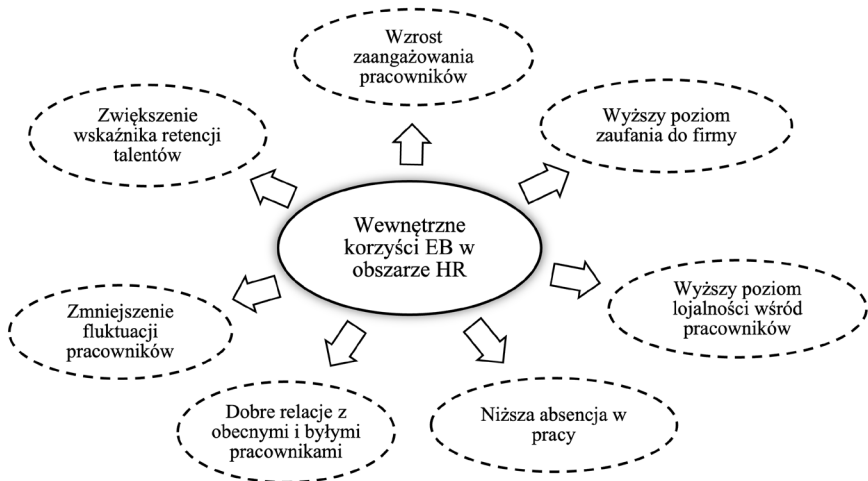 Wzrost
zaangażowania
pracowników
Zwiększenie
wskaźnika retencji
talentów
Wyższy poziom
zaufania do firmy
Wewnętrzne
korzyści EB w
obszarze HR
Wyższy poziom
lojalności wśród
pracowników
Zmniejszenie
fluktuacji
pracowników
Dobre relacje z
obecnymi i byłymi
pracownikami
Niższa absencja w
pracy